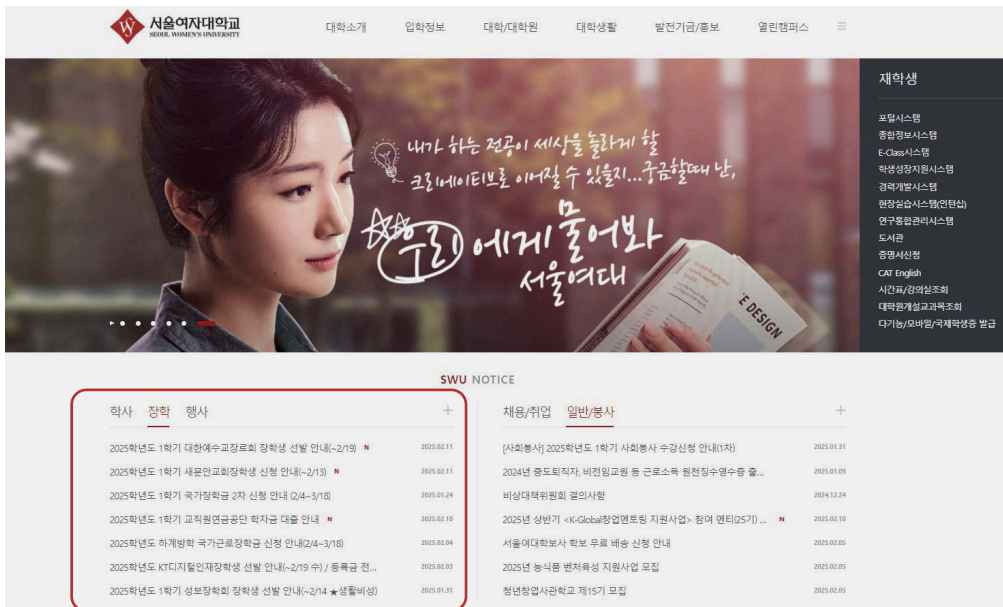 서울여자대학교
SEOUL WOMEN'S UNIVERSITY
대학소개 입학정보 대학/대학원 대학생활 발전기금/홍보 열린캠퍼스
내가 하는 전공이 세상을 놀라게 할
크리에이티브로 이어질 수 있을지...궁금할때 난,
우리에게 물어봐
서울여대
E DESIGN
재학생
포털시스템
종합정보시스템
E-Class시스템
학생성장지원시스템
경력개발시스템
현장실습시스템(인턴십)
연구통합관리시스템
도서관
증명서신청
CAT English
시간표/강의실조회
대학원개설교과목조회
다기능/모바일/국제학생증 발급
SWU NOTICE
학사 장학 행사
2025학년도 1학기 대한예수교장로회 장학생 선발 안내(~2/19) N 2025.02.11
2025학년도 1학기 새문안교회장학생 신청 안내(~2/13) N 2025.02.11
2025학년도 1학기 국가장학금 2차 신청 안내 (2/4~3/18) 2025.01.24
2025학년도 1학기 교직원연금공단 학자금 대출 안내 N 2025.02.10
2025학년도 하계방학 국가근로장학금 신청 안내(2/4~3/18) 2025.02.04
2025학년도 KT디지털인재장학생 선발 안내(~2/19 수) / 등록금 전... 2025.02.03
2025학년도 1학기 성보장학회 장학생 선발 안내(~2/14 ★생활비성) 2025.01.31
채용/취업 일반/봉사
[사회봉사] 2025학년도 1학기 사회봉사 수강신청 안내(1차) 2025.01.31
2024년 중도퇴직자, 비전임교원 등 근로소득 원천징수영수증 출... 2025.01.09
비상대책위원회 결의사항 2024.12.24
2025년 상반기 <K-Global창업멘토링 지원사업> 참여 멘티(25기) ... N 2025.02.10
서울여대학보사 학보 무료 배송 신청 안내 2025.02.05
2025년 농식품 벤처육성 지원사업 모집 2025.02.05
청년창업사관학교 제15기 모집 2025.02.05